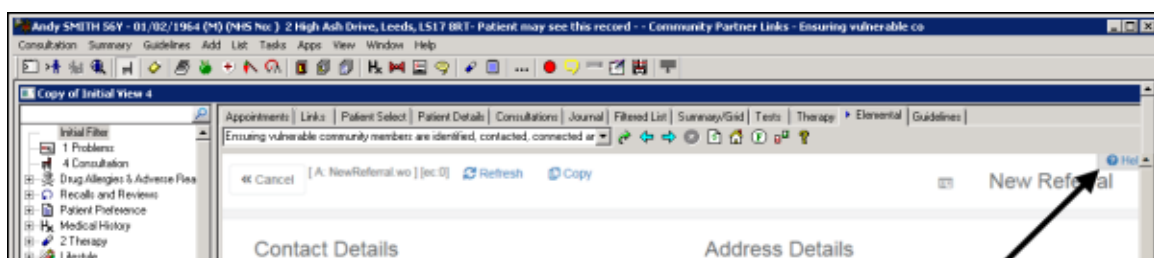 Andy SMITH 56Y - 01/02/1964 (M) (NHS No: ) 2 High Ash Drive, Leeds, LS17 8RT- Patient may see this record - - Community Partner Links - Ensuring vulnerable co
Consultation Summary Guidelines Add List Tasks Apps View Window Help
Copy of Initial View 4
Appointments Links Patient Select Patient Details Consultations Journal Filtered List Summary/Grid Tests Therapy Elemental Guidelines
Initial Filter
Ensuring vulnerable community members are identified, contacted, connected ar
1 Problems
4 Consultation
Drug Allergies & Adverse Rea
Recalls and Reviews
Patient Preference
Medical History
2 Therapy
Lifestyle
« Cancel [ A: NewReferral.wo ] [ec:0] Refresh Copy
Hel
New Referral
Contact Details Address Details